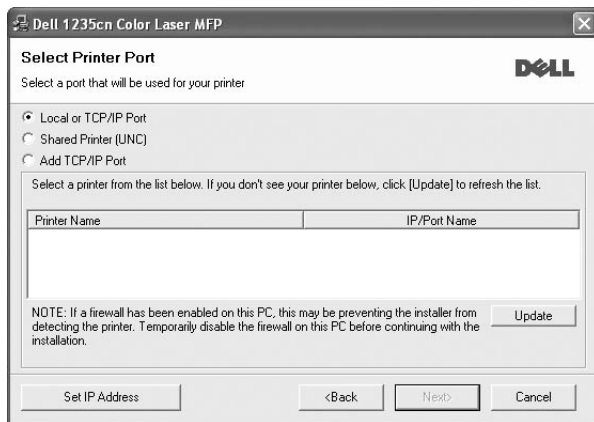 Dell 1235cn Color Laser MFP
Select Printer Port
Select a port that will be used for your printer
DELL
Local or TCP/IP Port
Shared Printer (UNC)
Add TCP/IP Port
Select a printer from the list below. If you don't see your printer below, click [Update] to refresh the list.
Printer Name IP/Port Name
NOTE: If a firewall has been enabled on this PC, this may be preventing the installer from
detecting the printer. Temporarily disable the firewall on this PC before continuing with the
installation.
Update
Set IP Address <Back Next> Cancel